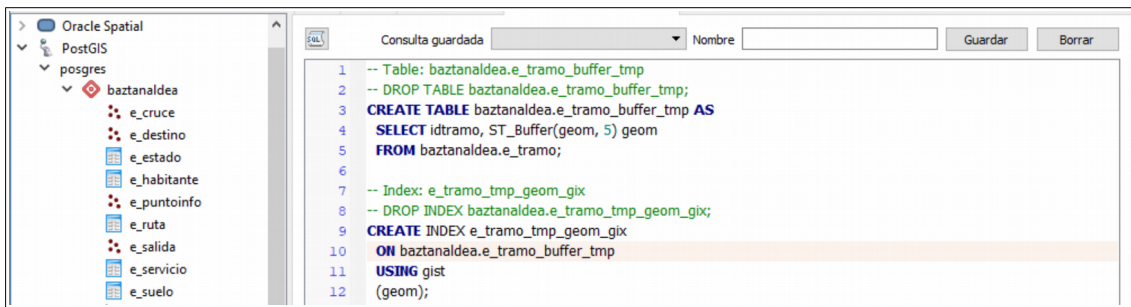 Oracle Spatial
PostGIS
posgres
baztanaldea
e_cruce
e_destino
e_estado
e_habitante
e_puntoinfo
e_ruta
e_salida
e_servicio
e_suelo
SQL
Consulta guardada Nombre Guardar Borrar
1 -- Table: baztanaldea.e_tramo_buffer_tmp
2 -- DROP TABLE baztanaldea.e_tramo_buffer_tmp;
3 CREATE TABLE baztanaldea.e_tramo_buffer_tmp AS
4 SELECT idtramo, ST_Buffer(geom, 5) geom
5 FROM baztanaldea.e_tramo;
6
7 -- Index: e_tramo_tmp_geom_gix
8 -- DROP INDEX baztanaldea.e_tramo_tmp_geom_gix;
9 CREATE INDEX e_tramo_tmp_geom_gix
10 ON baztanaldea.e_tramo_buffer_tmp
11 USING gist
12 (geom);